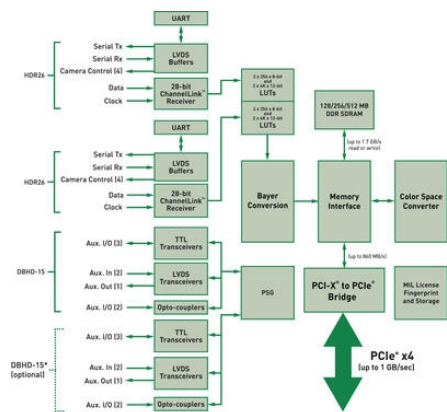 UART
HDR26
Serial Tx
Serial Rx
Camera Control (4)
LVDS
Buffers
Data
Clock
28-bit
ChannelLink™
Receiver
2 x 256 x 8-bit
and
2 x 4K x 12-bit
LUTs
2 x 256 x 8-bit
and
2 x 4K x 12-bit
LUTs
128/256/512 MB
DDR SDRAM
(up to 1.7 GB/s
read or write)
UART
HDR26
Serial Tx
Serial Rx
Camera Control (4)
LVDS
Buffers
Data
Clock
28-bit
ChannelLink™
Receiver
Bayer
Conversion
Memory
Interface
Color Space
Converter
(up to 860 MB/s)
DBHD-15
Aux. I/O (3)
TTL
Transceivers
Aux. In (2)
Aux. Out (1)
LVDS
Transceivers
Aux. I/O (2)
Opto-couplers
PSG
PCI-X® to PCIe®
Bridge
MIL License
Fingerprint
and Storage
DBHD-15*
(optional)
Aux. I/O (3)
TTL
Transceivers
Aux. In (2)
Aux. Out (1)
LVDS
Transceivers
Aux. I/O (2)
Opto-couplers
PCIe® x4
(up to 1 GB/sec)